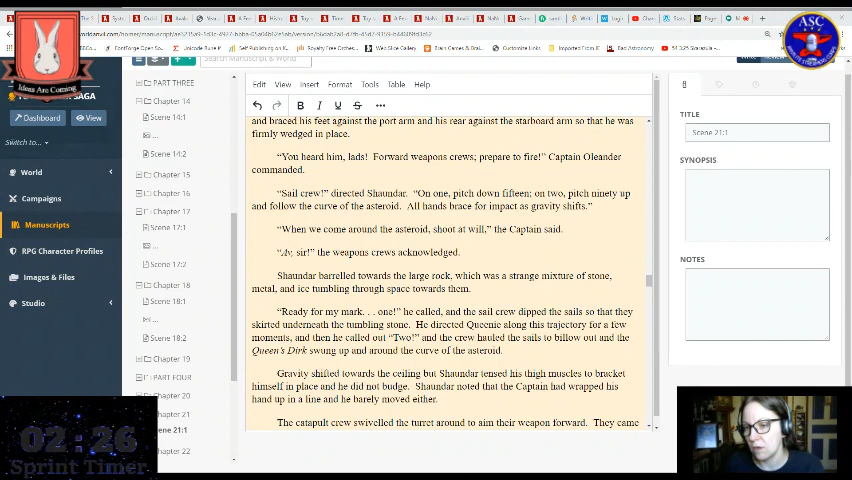 Ideas Are Coming
ASC
SAGA
Dashboard
View
Switch to...
World
Campaigns
Manuscripts
RPG Character Profiles
Images & Files
Studio
02:26
Sprint Timer
Search Manuscript & World
PART THREE
Chapter 14
Scene 14:1
...
Scene 14:2
Chapter 15
Chapter 16
Chapter 17
Scene 17:1
...
Scene 17:2
Chapter 18
Scene 18:1
...
Scene 18:2
Chapter 19
PART FOUR
Chapter 20
Chapter 21
Scene 21:1
Chapter 22
Edit View Insert Format Tools Table Help
B I U S
and braced his feet against the port arm and his rear against the starboard arm so that he was
firmly wedged in place.
“You heard him, lads! Forward weapons crews; prepare to fire!” Captain Oleander
commanded.
“Sail crew!” directed Shaundar. “On one, pitch down fifteen; on two, pitch ninety up
and follow the curve of the asteroid. All hands brace for impact as gravity shifts.”
“When we come around the asteroid, shoot at will,” the Captain said.
“Ay, sir!” the weapons crews acknowledged.
Shaundar barrelled towards the large rock, which was a strange mixture of stone,
metal, and ice tumbling through space towards them.
“Ready for my mark. . . one!” he called, and the sail crew dipped the sails so that they
skirted underneath the tumbling stone. He directed Queenie along this trajectory for a few
moments, and then he called out “Two!” and the crew hauled the sails to billow out and the
Queen’s Dirk swung up and around the curve of the asteroid.
Gravity shifted towards the ceiling but Shaundar tensed his thigh muscles to bracket
himself in place and he did not budge. Shaundar noted that the Captain had wrapped his
hand up in a line and he barely moved either.
The catapult crew swivelled the turret around to aim their weapon forward. They came
TITLE
Scene 21:1
SYNOPSIS
NOTES